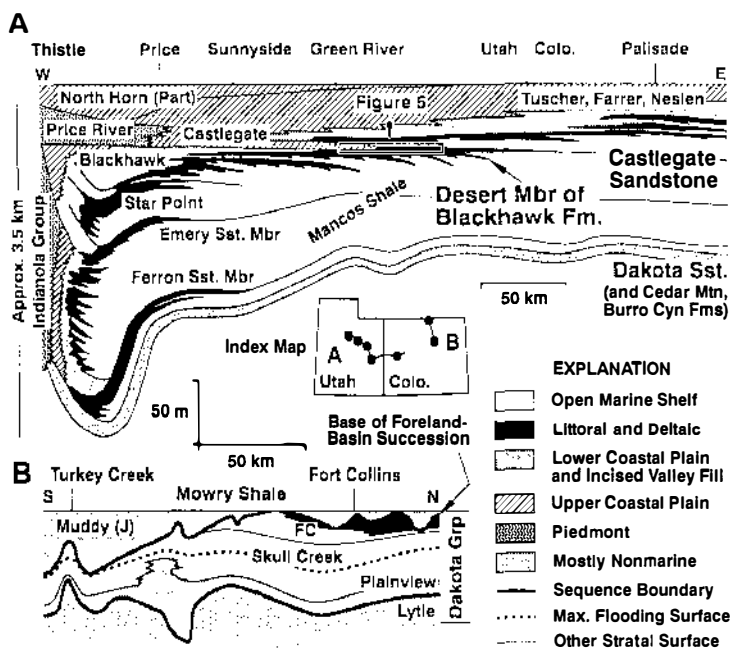 A
Thistle Price Sunnyside Green River Utah Colo. Palisade
W E
North Horn (Part) Figure 5 Tuscher, Farrer, Neslen
Price River Castlegate
Blackhawk
Castlegate
Sandstone
Star Point
Desert Mbr of
Blackhawk Fm.
Mancos Shale
Emery Sst. Mbr
Approx. 3.5 km
Indianola Group
Ferron Sst. Mbr
Dakota Sst.
(and Cedar Mtn,
Burro Cyn Fms)
50 km
Index Map
A B
Utah Colo.
50 m
50 km
Base of Foreland-
Basin Succession
B
Turkey Creek Fort Collins
S Mowry Shale N
Muddy (J) FC
Skull Creek
Plainview
Lytle
Dakota Grp
EXPLANATION
Open Marine Shelf
Littoral and Deltaic
Lower Coastal Plain
and Incised Valley Fill
Upper Coastal Plain
Piedmont
Mostly Nonmarine
Sequence Boundary
Max. Flooding Surface
Other Stratal Surface